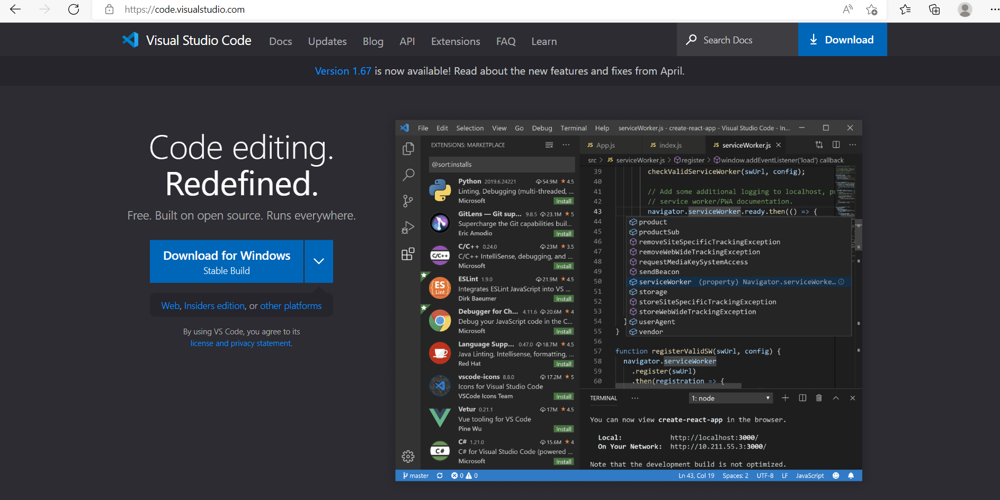 https://code.visualstudio.com
Visual Studio Code Docs Updates Blog API Extensions FAQ Learn Search Docs Download
Version 1.67 is now available! Read about the new features and fixes from April.
Code editing.
Redefined.
Free. Built on open source. Runs everywhere.
Download for Windows
Stable Build
Web, Insiders edition, or other platforms
By using VS Code, you agree to its
license and privacy statement.
File Edit Selection View Go Debug Terminal Help serviceWorker.js - create-react-app - Visual Studio Code - In...
EXTENSIONS: MARKETPLACE
@sort:installs
Python 2019.6.24221 54.9M 4.5
Linting, Debugging (multi-threaded, ...
Microsoft Install
GitLens — Git sup... 9.8.5 23.1M 5
Supercharge the Git capabilities buil...
Eric Amodio Install
C/C++ 0.24.0 23M 3.5
C/C++ C/C++ IntelliSense, debugging, and ...
Microsoft Install
ESLint 1.9.0 21.9M 4.5
ES Lint Integrates ESLint JavaScript into VS ...
Dirk Baeumer Install
Debugger for Ch... 4.11.6 20.6M 4
Debug your JavaScript code in the C...
Microsoft Install
Language Supp... 0.47.0 18.7M 4.5
Java Linting, Intellisense, formatting, ...
Red Hat Install
vscode-icons 8.8.0 17.2M 5
Icons for Visual Studio Code
VSCode Icons Team Install
Vetur 0.21.1 17M 4.5
Vue tooling for VS Code
Pine Wu Install
C# 1.21.0 15.6M 4
C# C# for Visual Studio Code (powered ...
Microsoft Install
JS App.js JS index.js JS serviceWorker.js
src > JS serviceWorker.js > register > window.addEventListener('load') callback
39 checkValidServiceWorker(swUrl, config);
40
41 // Add some additional logging to localhost, po
42 // service worker/PWA documentation.
43 navigator.serviceWorker.ready.then(() => {
44 product
45 productSub
46 removeSiteSpecificTrackingException
47 removeWebWideTrackingException
48 requestMediaKeySystemAccess
49 sendBeacon
50 serviceWorker (property) Navigator.serviceWorke...
51 storage
52 storeSiteSpecificTrackingException
53 storeWebWideTrackingException
54 } userAgent
55 } vendor
56
57 function registerValidSW(swUrl, config) {
58 navigator.serviceWorker
59 .register(swUrl)
60 .then(registration => {
TERMINAL ... 1: node
You can now view create-react-app in the browser.
Local: http://localhost:3000/
On Your Network: http://10.211.55.3:3000/
Note that the development build is not optimized.
master 0 0 Ln 43, Col 19 Spaces: 2 UTF-8 LF JavaScript